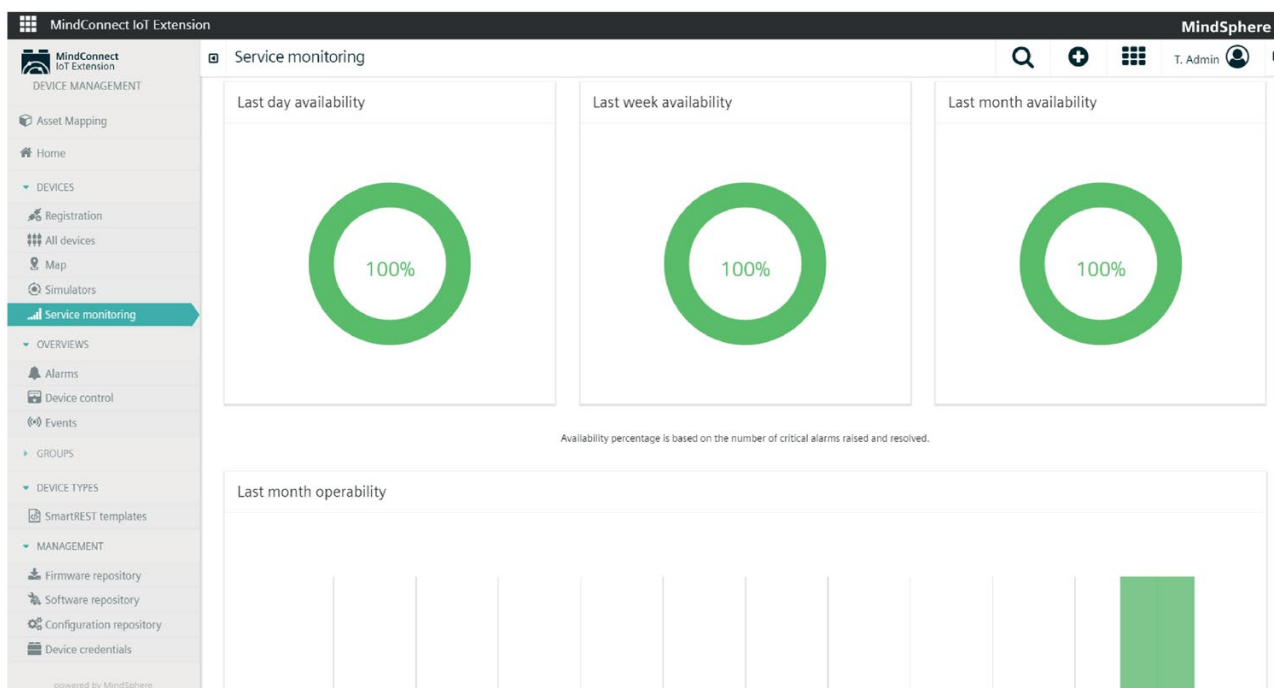 MindConnect IoT Extension
MindSphere
MindConnect
IoT Extension
DEVICE MANAGEMENT
Asset Mapping
Home
DEVICES
Registration
All devices
Map
Simulators
Service monitoring
OVERVIEWS
Alarms
Device control
Events
GROUPS
DEVICE TYPES
SmartREST templates
MANAGEMENT
Firmware repository
Software repository
Configuration repository
Device credentials
powered by MindSphere
Service monitoring
T. Admin
Last day availability
Last week availability
Last month availability
100%
100%
100%
Availability percentage is based on the number of critical alarms raised and resolved.
Last month operability